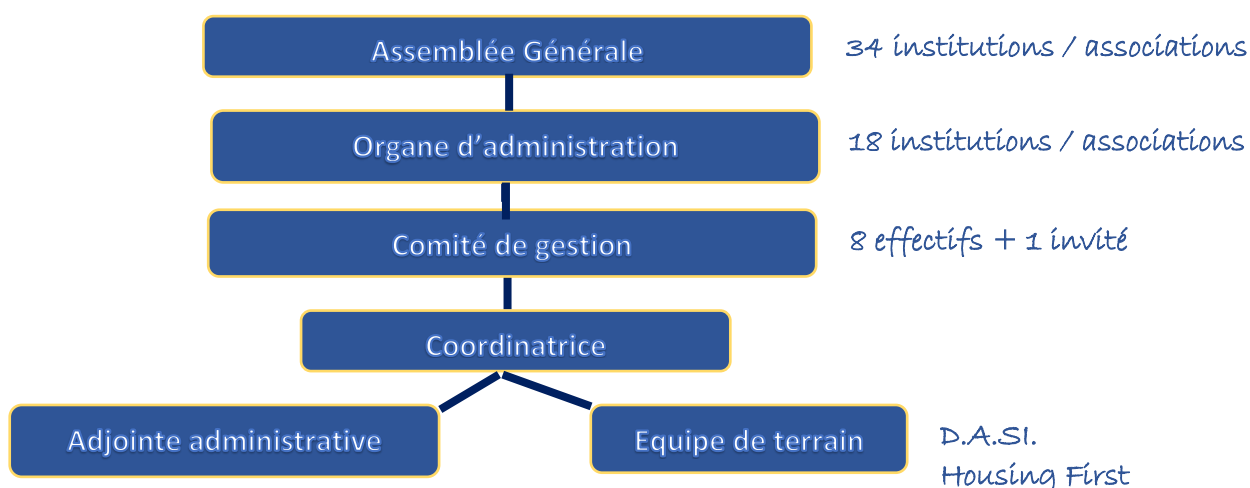 Assemblée Générale
34 institutions / associations
Organe d'administration
18 institutions / associations
Comité de gestion
8 effectifs + 1 invité
Coordinatrice
Adjointe administrative
Equipe de terrain
D.A.SI.
Housing First